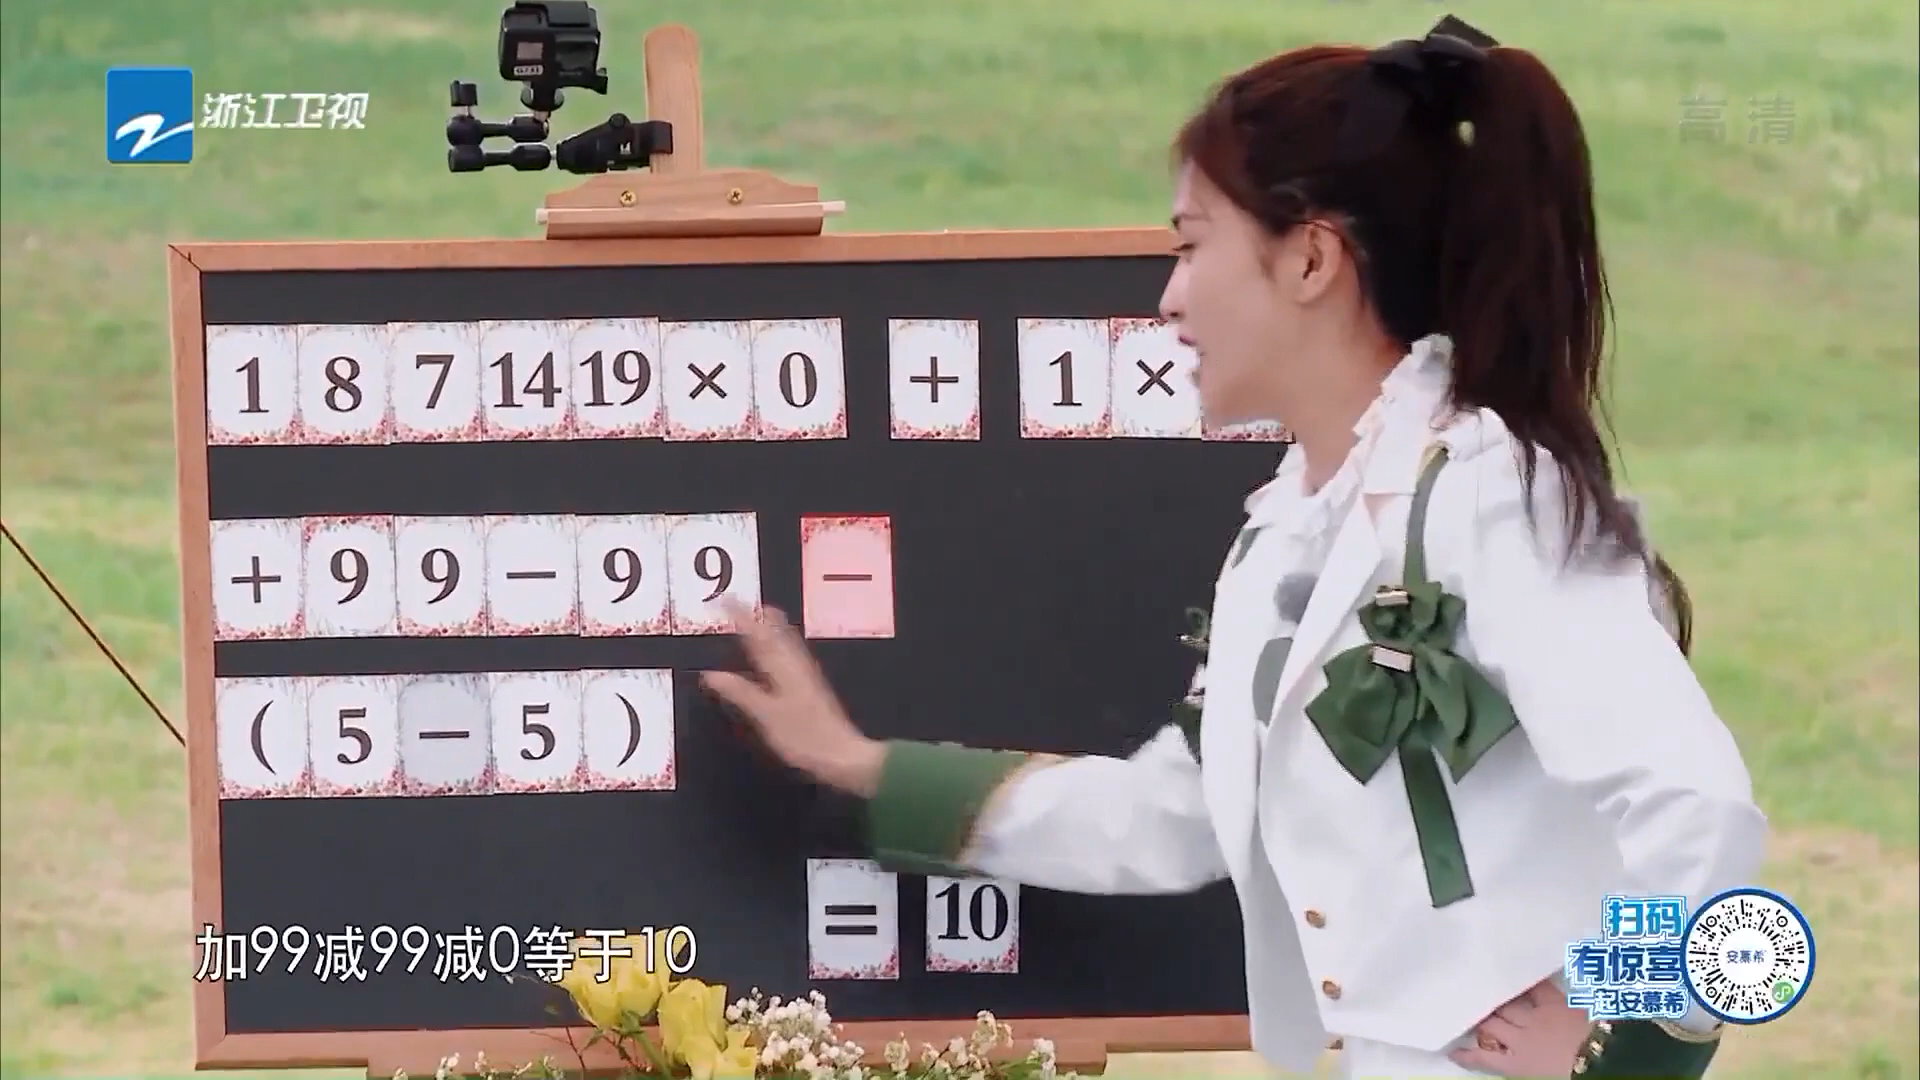 浙江卫视
高清
1 8 7 14 19 × 0 + 1 ×
+ 9 9 − 9 9 −
( 5 − 5 )
= 10
加99减99减0等于10
扫码
有惊喜
一起安慕希
安慕希